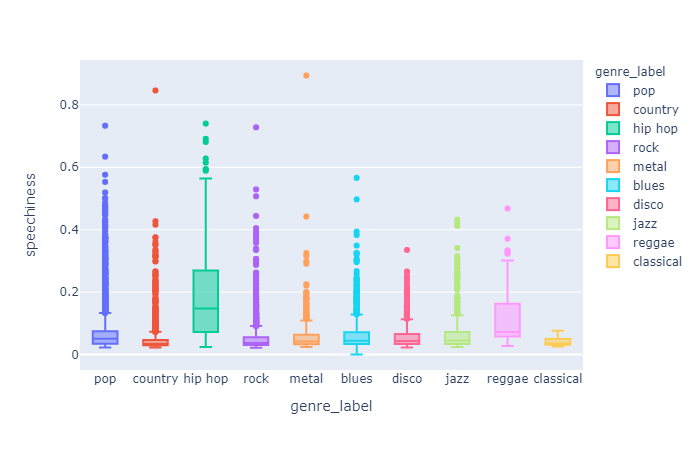 genre_label
pop
country
hip hop
rock
metal
blues
disco
jazz
reggae
classical
0.8
0.6
0.4
0.2
0
speechiness
pop country hip hop rock metal blues disco jazz reggae classical
genre_label